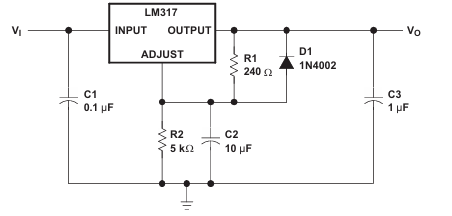 LM317
VI
INPUT OUTPUT
VO
ADJUST
R1
240 Ω
D1
1N4002
C1
0.1 µF
R2
5 kΩ
C2
10 µF
C3
1 µF